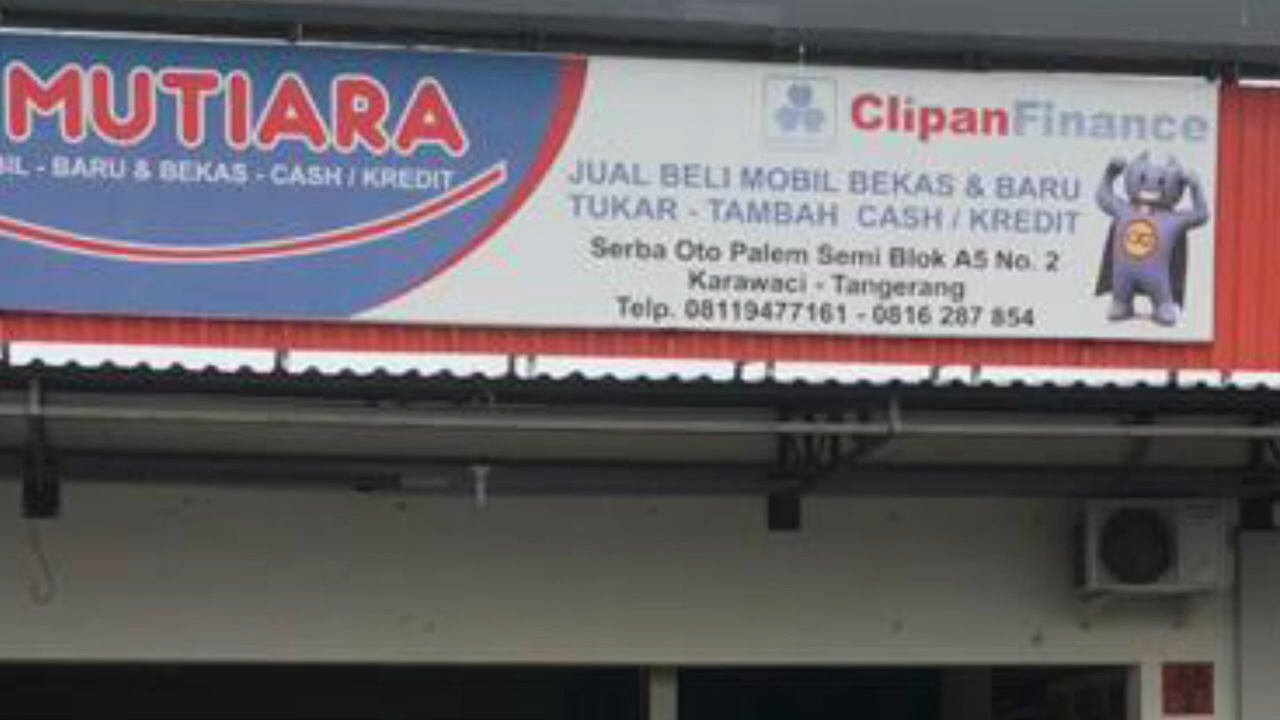 MUTIARA
BIL - BARU & BEKAS - CASH / KREDIT
ClipanFinance
JUAL BELI MOBIL BEKAS & BARU
TUKAR - TAMBAH CASH / KREDIT
Serba Oto Palem Semi Blok A5 No. 2
Karawaci - Tangerang
Telp. 08119477161 - 0816 287 854